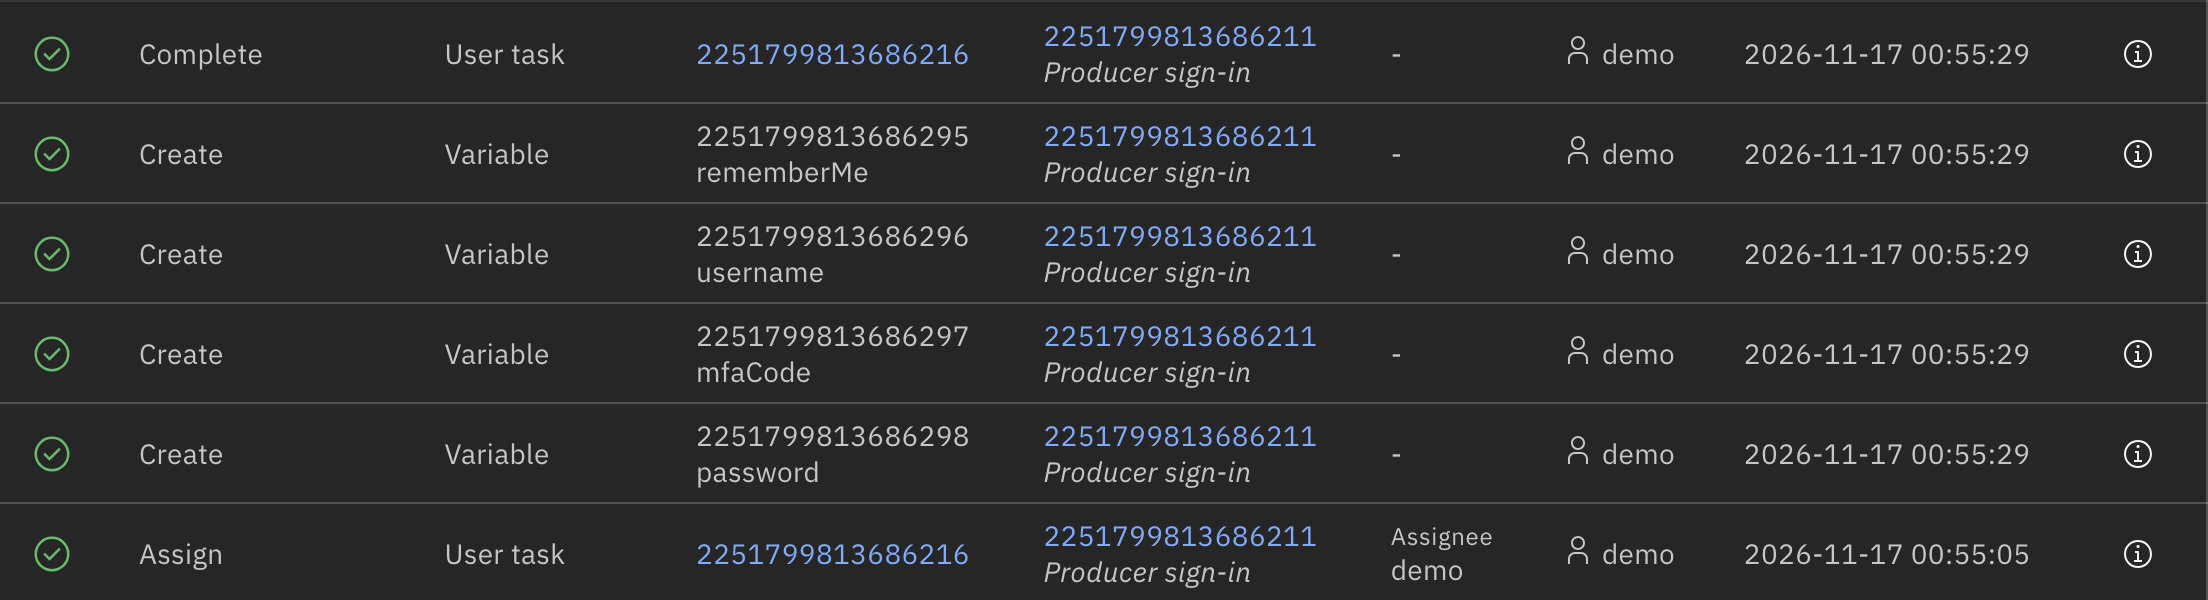 Complete User task 2251799813686216 2251799813686211 - demo 2026-11-17 00:55:29
Producer sign-in
Create Variable 2251799813686295 2251799813686211 - demo 2026-11-17 00:55:29
rememberMe Producer sign-in
Create Variable 2251799813686296 2251799813686211 - demo 2026-11-17 00:55:29
username Producer sign-in
Create Variable 2251799813686297 2251799813686211 - demo 2026-11-17 00:55:29
mfaCode Producer sign-in
Create Variable 2251799813686298 2251799813686211 - demo 2026-11-17 00:55:29
password Producer sign-in
Assign User task 2251799813686216 2251799813686211 Assignee demo 2026-11-17 00:55:05
Producer sign-in demo